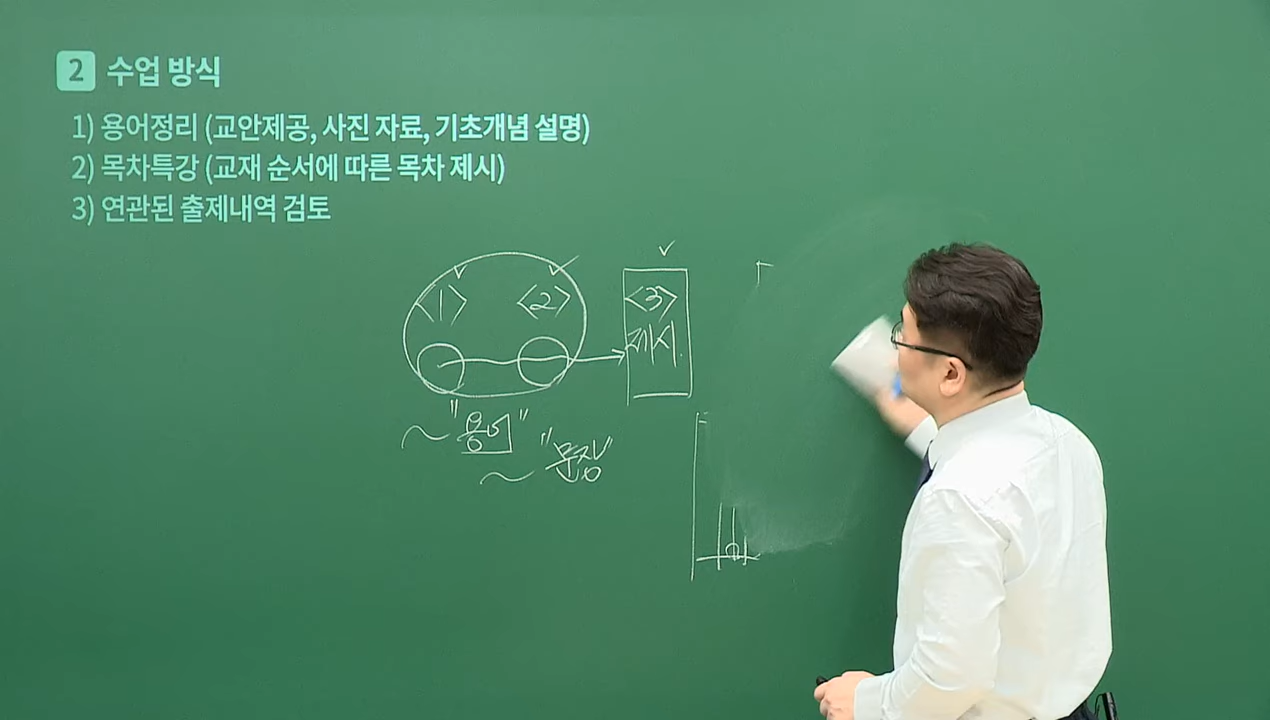 2 수업 방식
1) 용어정리 (교안제공, 사진 자료, 기초개념 설명)
2) 목차특강 (교재 순서에 따른 목차 제시)
3) 연관된 출제내역 검토
<1> <2> <3>
제시
~ "용어"
~ "문장"